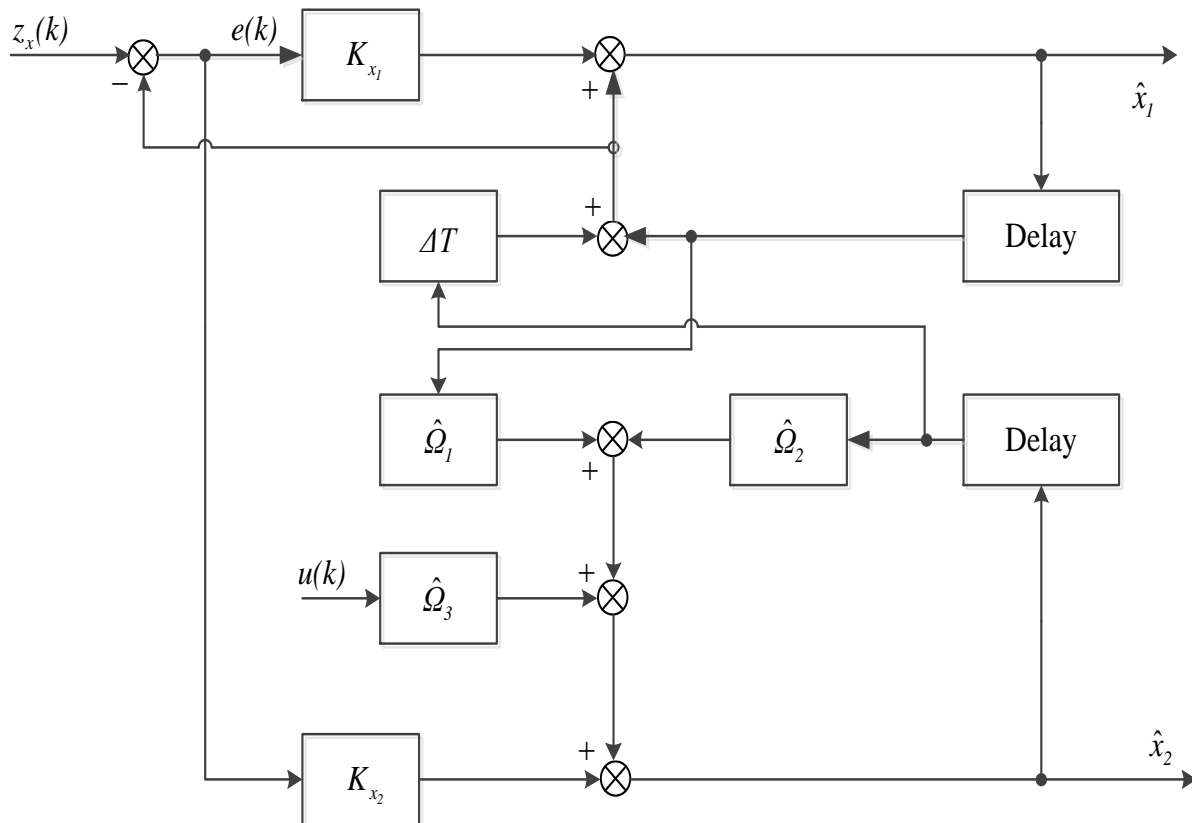 z_x(k)
e(k)
K_{x_1}
−
+
x̂_1
+
ΔT
Delay
Ω̂_1
+
Ω̂_2
Delay
u(k)
+
Ω̂_3
+
K_{x_2}
x̂_2